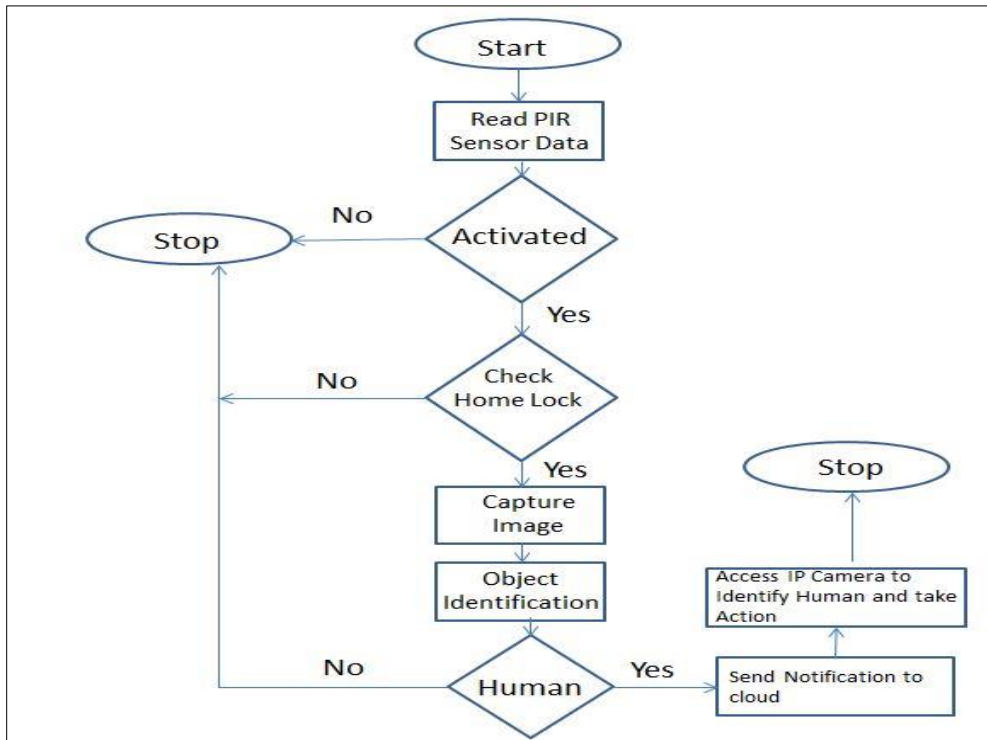 Start
Read PIR
Sensor Data
No
Stop
Activated
Yes
No
Check
Home Lock
Yes
Stop
Capture
Image
Object
Identification
Access IP Camera to
Identify Human and take
Action
No
Human
Yes
Send Notification to
cloud